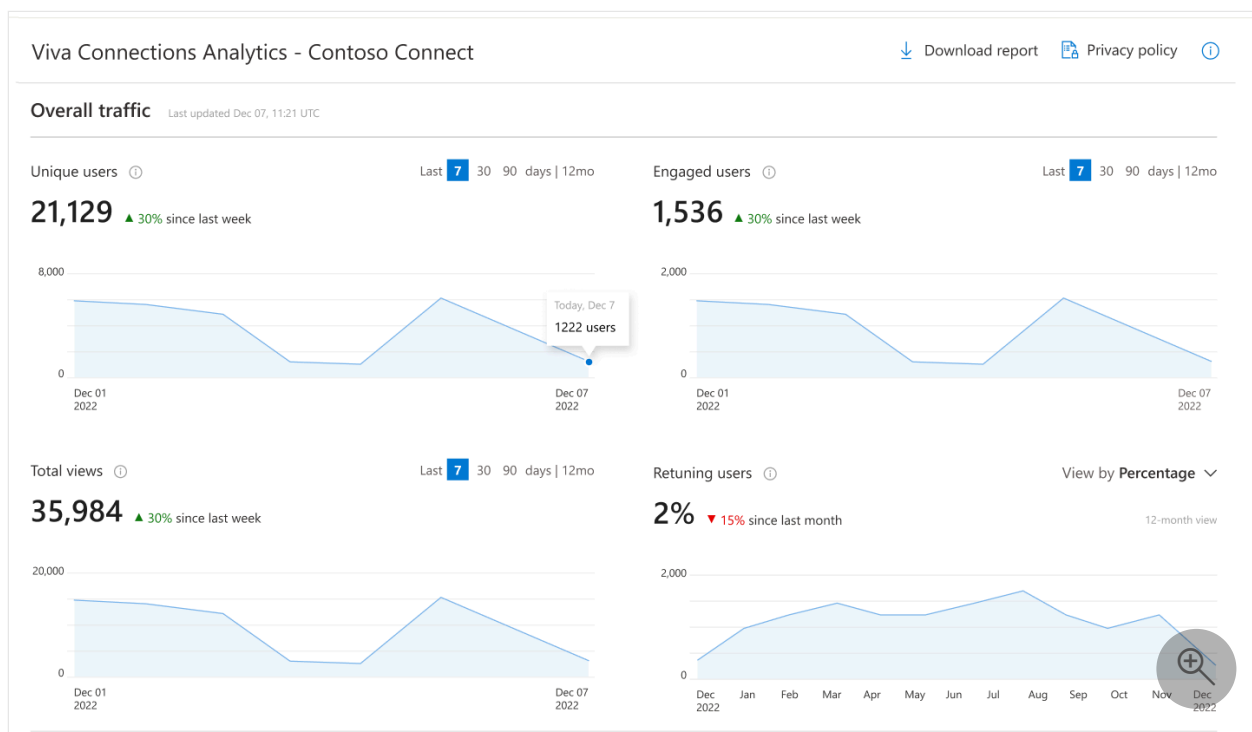 Viva Connections Analytics - Contoso Connect
Download report
Privacy policy
Overall traffic Last updated Dec 07, 11:21 UTC
Unique users
Last 7 30 90 days | 12mo
21,129 ▲ 30% since last week
8,000
0
Today, Dec 7
1222 users
Dec 01
2022
Dec 07
2022
Engaged users
Last 7 30 90 days | 12mo
1,536 ▲ 30% since last week
2,000
0
Dec 01
2022
Dec 07
2022
Total views
Last 7 30 90 days | 12mo
35,984 ▲ 30% since last week
20,000
0
Dec 01
2022
Dec 07
2022
Retuning users
View by Percentage
2% ▼ 15% since last month
12-month view
2,000
0
Dec Jan Feb Mar Apr May Jun Jul Aug Sep Oct Nov Dec
2022 2022